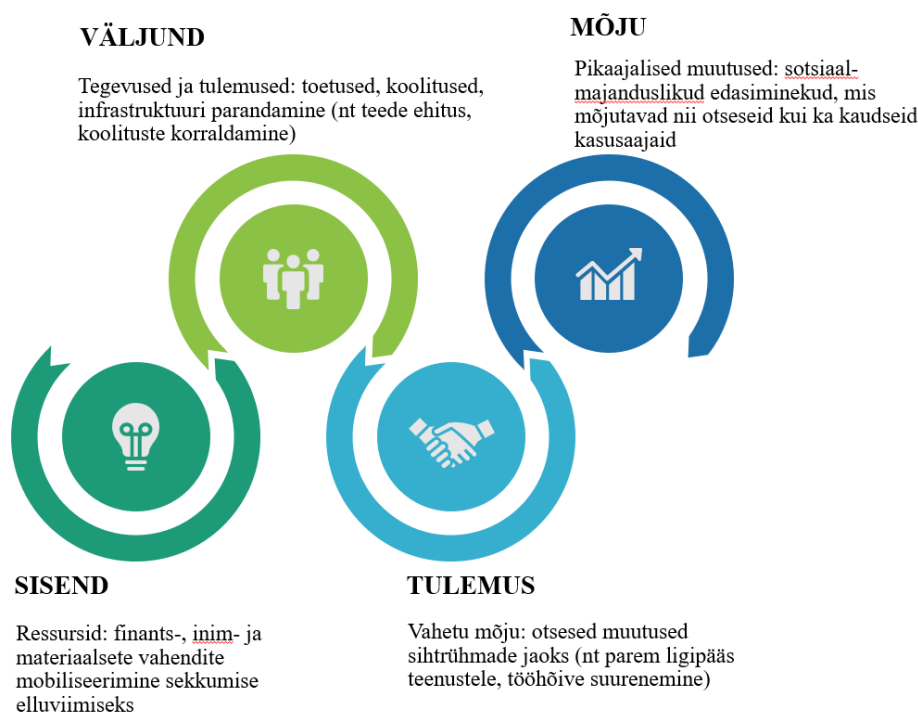 VÄLJUND
Tegevused ja tulemused: toetused, koolitused,
infrastruktuuri parandamine (nt teede ehitus,
koolituste korraldamine)
MÕJU
Pikaajalised muutused: sotsiaal-
majanduslikud edasiminekud, mis
mõjutavad nii otseseid kui ka kaudseid
kasusaajaid
SISEND
Ressursid: finants-, inim- ja
materiaalsete vahendite
mobiliseerimine sekkumise
elluviimiseks
TULEMUS
Vahetu mõju: otsesed muutused
sihtrühmade jaoks (nt parem ligipääs
teenustele, tööhõive suurenemine)